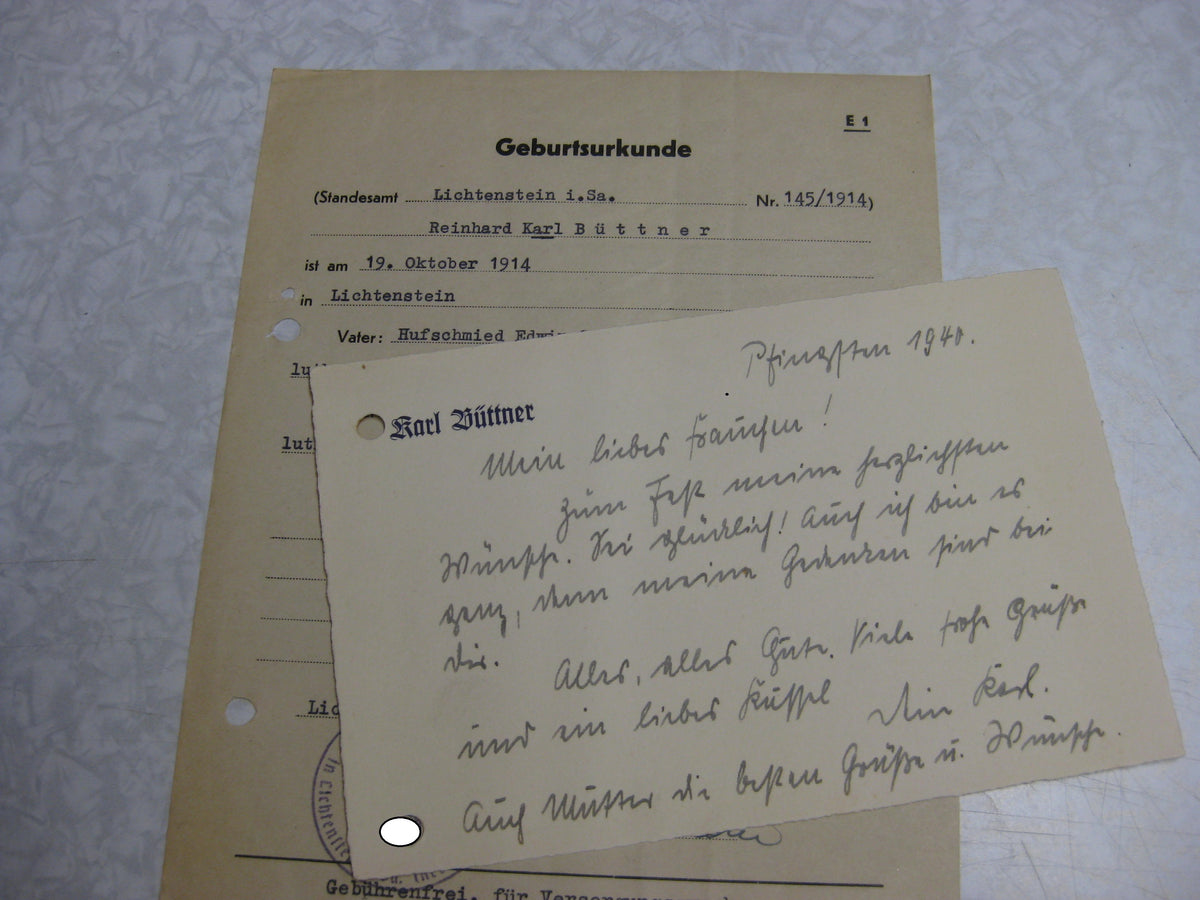 E 1
Geburtsurkunde
(Standesamt Lichtenstein i.Sa. Nr. 145/1914)
Reinhard Karl Büttner
ist am 19. Oktober 1914
in Lichtenstein
Vater: Hufschmied
Pfingsten 1940.
Karl Büttner
Mein liebes Frauchen!
Zum Fest meine herzlichsten
Wünsche. Sei glücklich! Auch ich bin es
ganz, denn meine Gedanken sind bei
dir.
Alles, alles Gute. Viele frohe Grüße
und ein liebes Küssel Dein Karl.
Auch Mutter die besten Grüße u. Wünsche.
Gebührenfrei, für